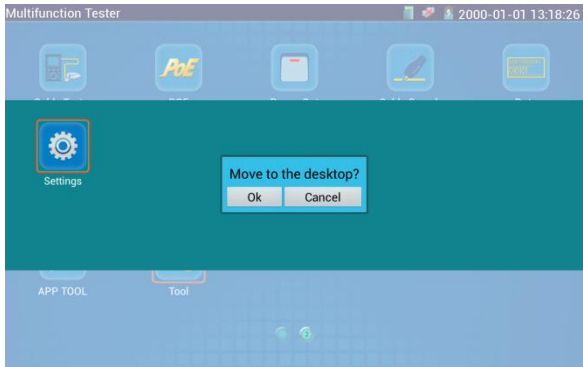 Multifunction Tester
2000-01-01 13:18:26
PoE
Settings
Move to the desktop?
Ok
Cancel
APP TOOL
Tool
2